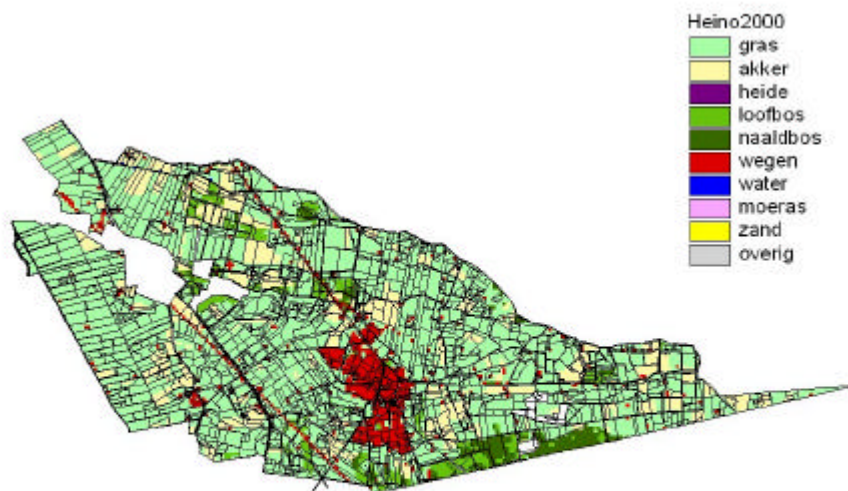 Heino2000
gras
akker
heide
loofbos
naaldbos
wegen
water
moeras
zand
overig